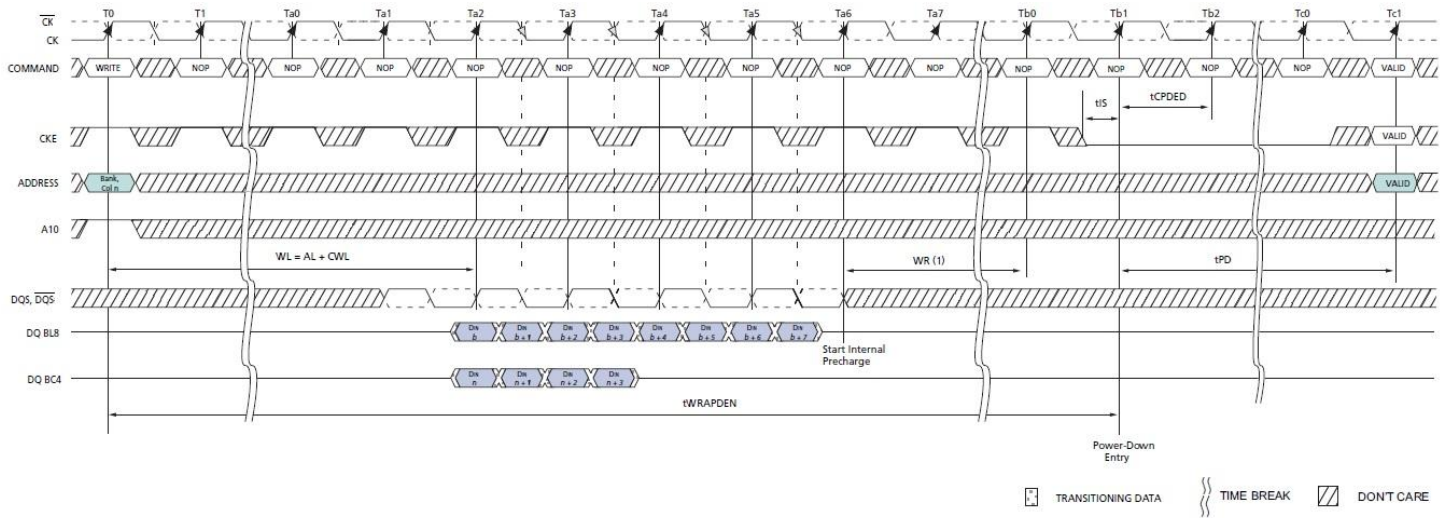 T0 T1 Ta0 Ta1 Ta2 Ta3 Ta4 Ta5 Ta6 Ta7 Tb0 Tb1 Tb2 Tc0 Tc1
CK
CK
COMMAND WRITE NOP NOP NOP NOP NOP NOP NOP NOP NOP NOP NOP NOP NOP VALID
tIS tCPDED
CKE VALID
ADDRESS Bank, Col n VALID
A10
WL = AL + CWL WR (1) tPD
DQS, DQS
DQ BL8 DIN b DIN b+1 DIN b+2 DIN b+3 DIN b+4 DIN b+5 DIN b+6 DIN b+7
Start Internal
Precharge
DQ BC4 DIN n DIN n+1 DIN n+2 DIN n+3
tWRAPDEN
Power-Down
Entry
TRANSITIONING DATA TIME BREAK DON'T CARE